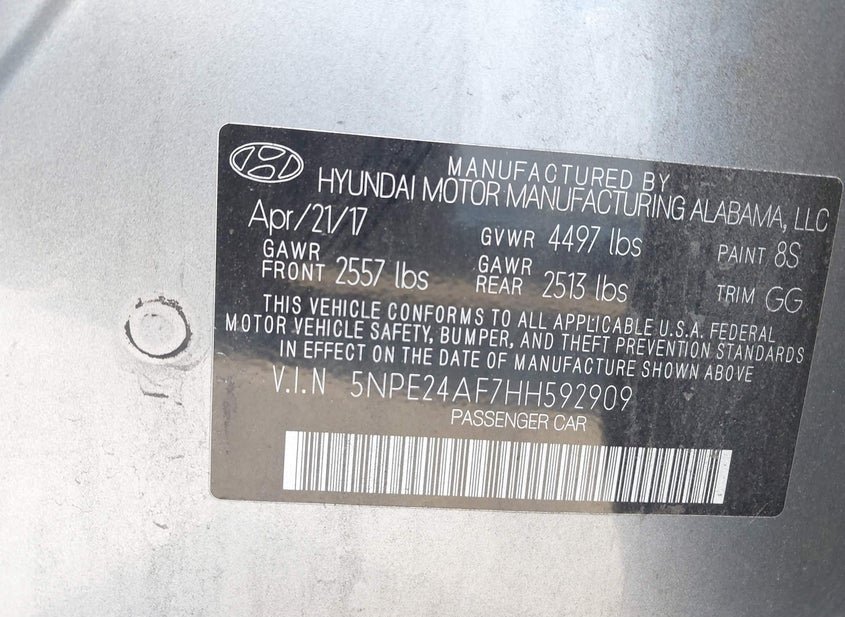 MANUFACTURED BY
HYUNDAI MOTOR MANUFACTURING ALABAMA, LLC
Apr/21/17 GVWR 4497 lbs PAINT 8S
GAWR FRONT 2557 lbs GAWR REAR 2513 lbs TRIM GG
THIS VEHICLE CONFORMS TO ALL APPLICABLE U.S.A. FEDERAL
MOTOR VEHICLE SAFETY, BUMPER, AND THEFT PREVENTION STANDARDS
IN EFFECT ON THE DATE OF MANUFACTURE SHOWN ABOVE
V.I.N 5NPE24AF7HH592909
PASSENGER CAR